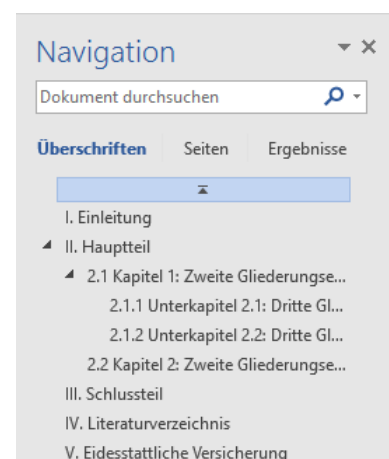 Navigation
Dokument durchsuchen
Überschriften Seiten Ergebnisse
I. Einleitung
II. Hauptteil
2.1 Kapitel 1: Zweite Gliederungse...
2.1.1 Unterkapitel 2.1: Dritte Gl...
2.1.2 Unterkapitel 2.2: Dritte Gl...
2.2 Kapitel 2: Zweite Gliederungse...
III. Schlussteil
IV. Literaturverzeichnis
V. Eidesstattliche Versicherung